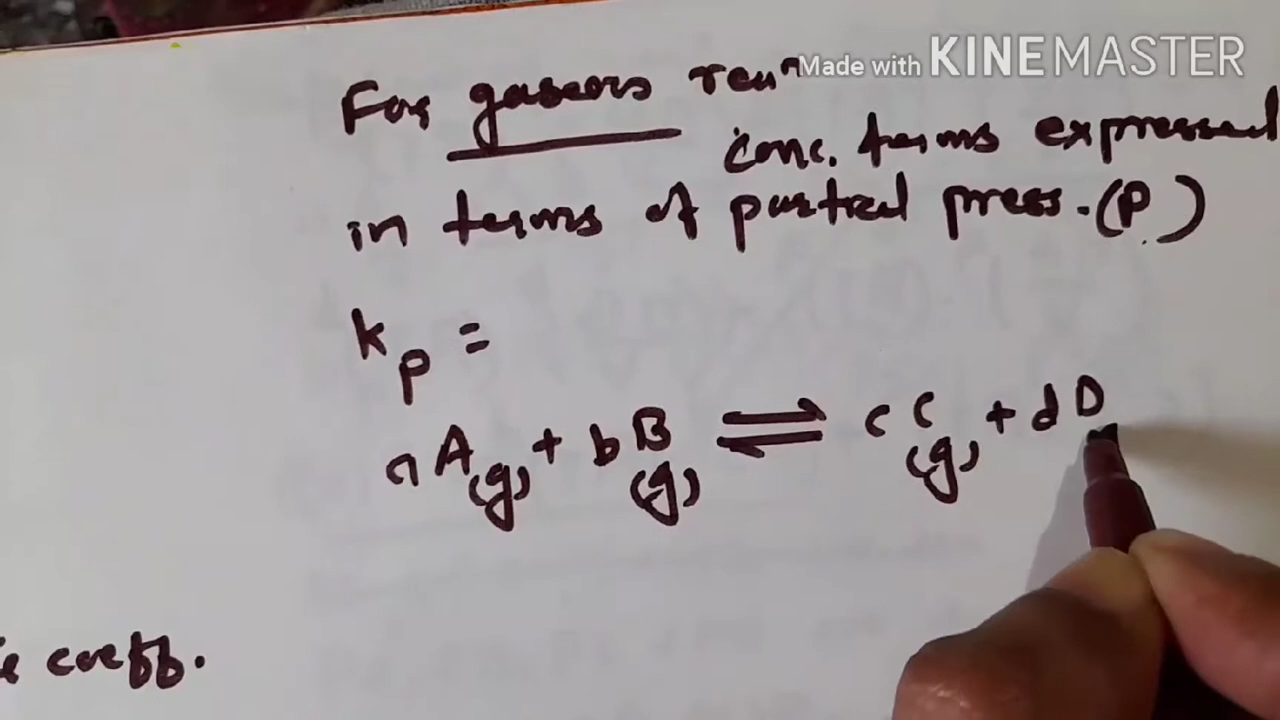 Made with KINEMASTER
For gaseous reaⁿ
conc. terms expressed
in terms of partial press. (P)
Kp =
aA(g) + bB(g) ⇌ cC(g) + dD
coeff.